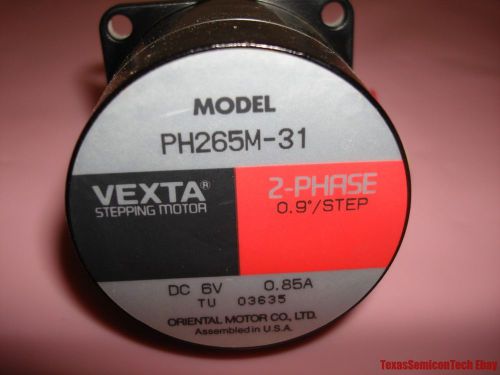 MODEL
PH265M-31
VEXTA®
STEPPING MOTOR
2-PHASE
0.9°/STEP
DC 6V 0.85A
TU 03635
ORIENTAL MOTOR CO., LTD.
Assembled in U.S.A.
TexasSemiconTech Ebay